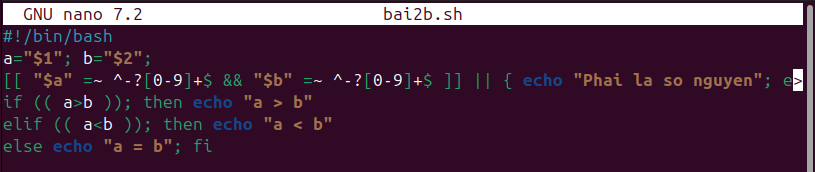 GNU nano 7.2 bai2b.sh
#!/bin/bash
a="$1"; b="$2";
[[ "$a" =~ ^-?[0-9]+$ && "$b" =~ ^-?[0-9]+$ ]] || { echo "Phai la so nguyen"; e>
if (( a>b )); then echo "a > b"
elif (( a<b )); then echo "a < b"
else echo "a = b"; fi